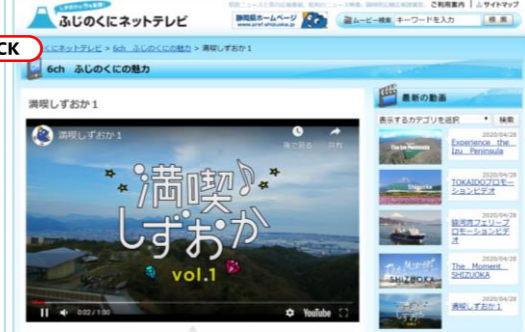 ふじのくにネットテレビ
静岡県ホームページ
www.pref.shizuoka.jp
ご利用案内 サイトマップ
ムービー検索 キーワードを入力 検索
CK
くにネットテレビ > 6ch ふじのくにの魅力 > 満喫しずおか1
6ch ふじのくにの魅力
満喫しずおか1
満喫しずおか1
後で見る 共有
満喫♪
しずおか
vol.1
0:02 / 1:00
YouTube
最新の動画
表示するカテゴリを選択 検索
2020/04/28
Experience the
Izu Peninsula
2020/04/28
TOKAIDOプロモー
ションビデオ
Shizuoka
2020/04/28
駿河湾フェリープ
ロモーションビデ
オ
2020/04/28
The Moment
SHIZUOKA
SHIZUOKA
2020/04/28
満喫しずおか1